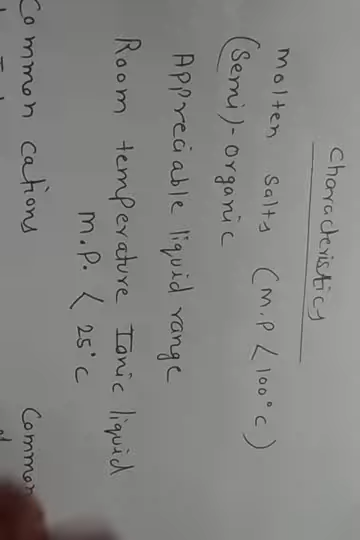 Characteristics
molten salts (M.P < 100°C)
(Semi)-organic
Appreciable liquid range
Room temperature Ionic liquid
M.P. < 25°C
Common cations Common